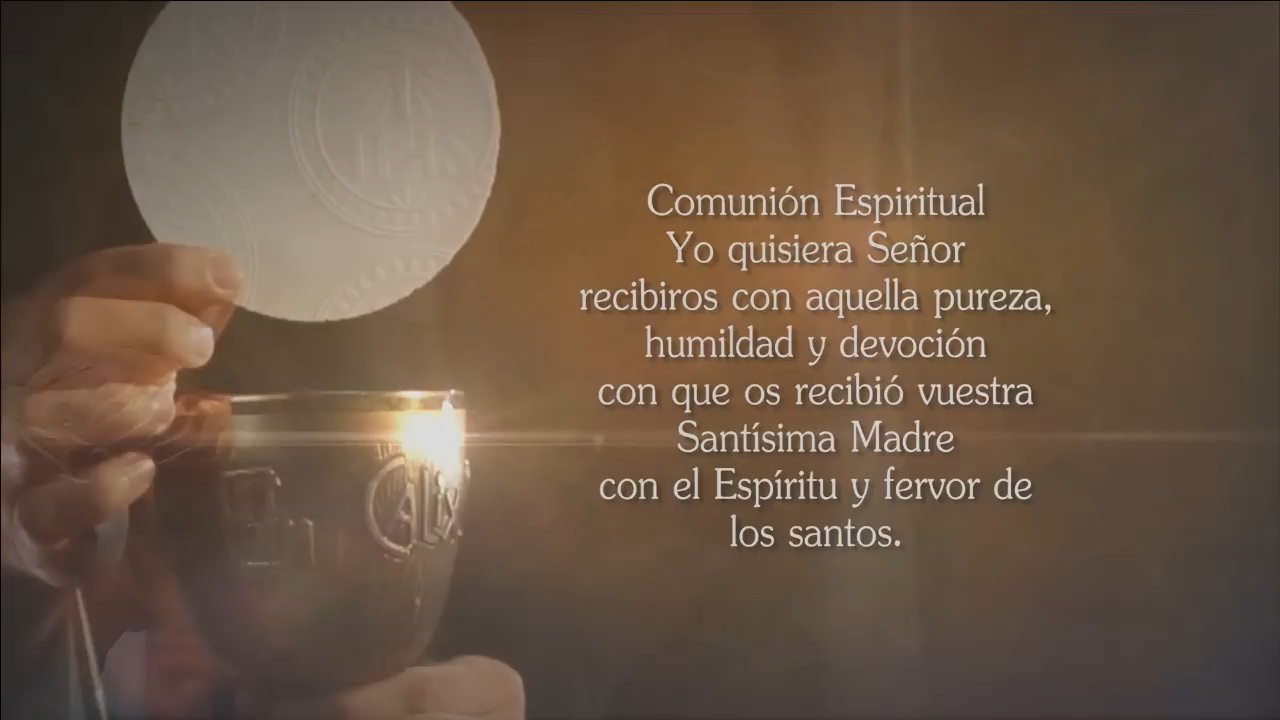 Comunión Espiritual
Yo quisiera Señor
recibiros con aquella pureza,
humildad y devoción
con que os recibió vuestra
Santísima Madre
con el Espíritu y fervor de
los santos.
CALIX